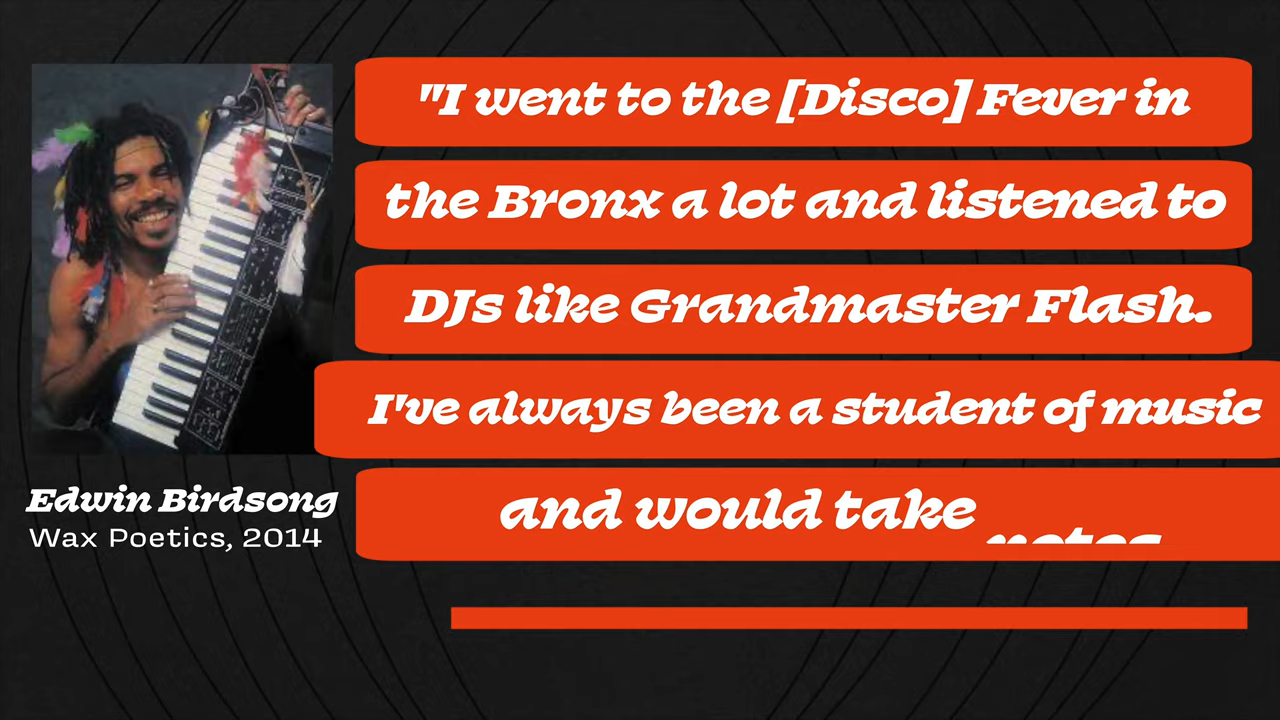 "I went to the [Disco] Fever in
the Bronx a lot and listened to
DJs like Grandmaster Flash.
I've always been a student of music
and would take notes
Edwin Birdsong
Wax Poetics, 2014